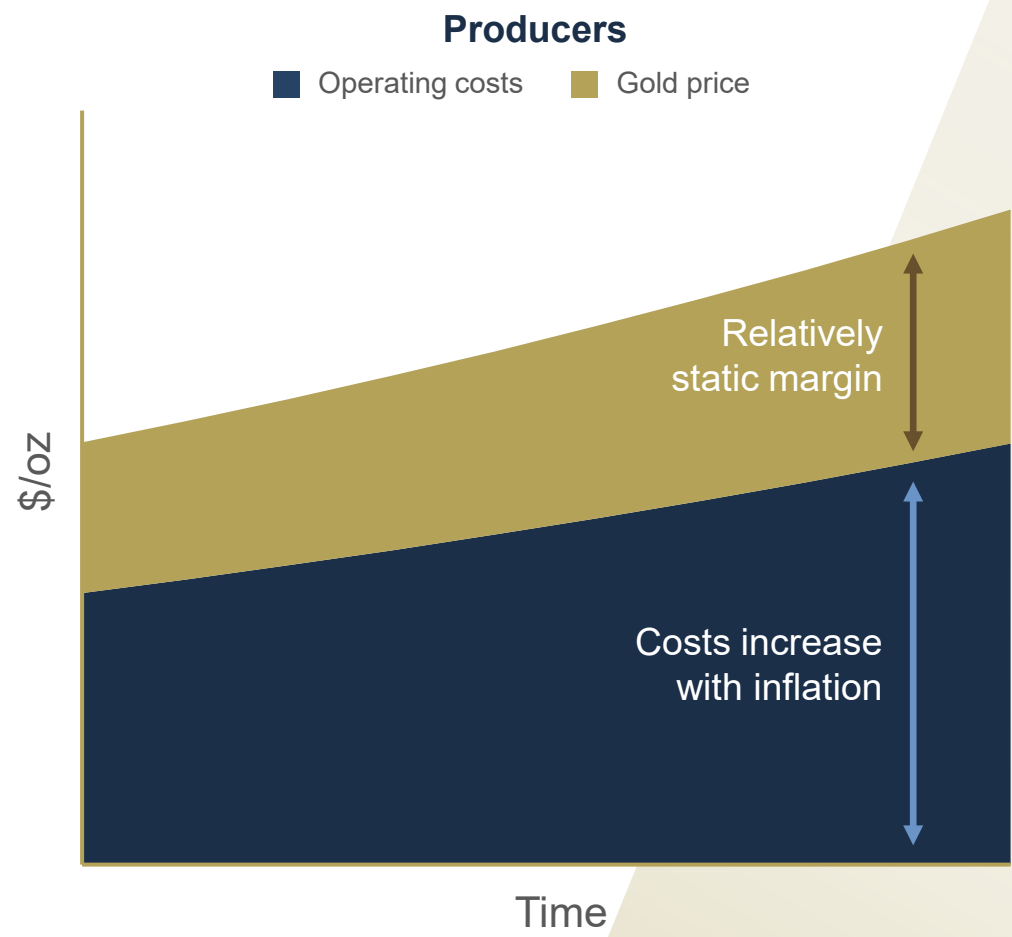 Producers
Operating costs
Gold price
$/oz
Relatively
static margin
Costs increase
with inflation
Time